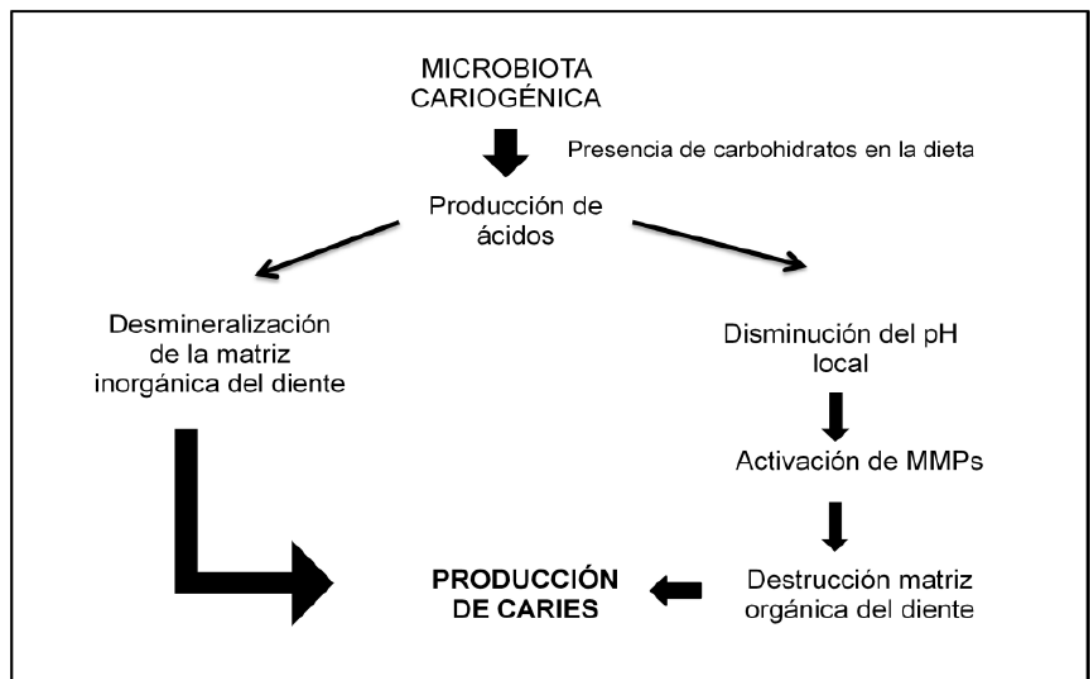 MICROBIOTA
CARIOGÉNICA
Presencia de carbohidratos en la dieta
Producción de
ácidos
Desmineralización
de la matriz
inorgánica del diente
Disminución del pH
local
Activación de MMPs
Destrucción matriz
orgánica del diente
PRODUCCIÓN
DE CARIES